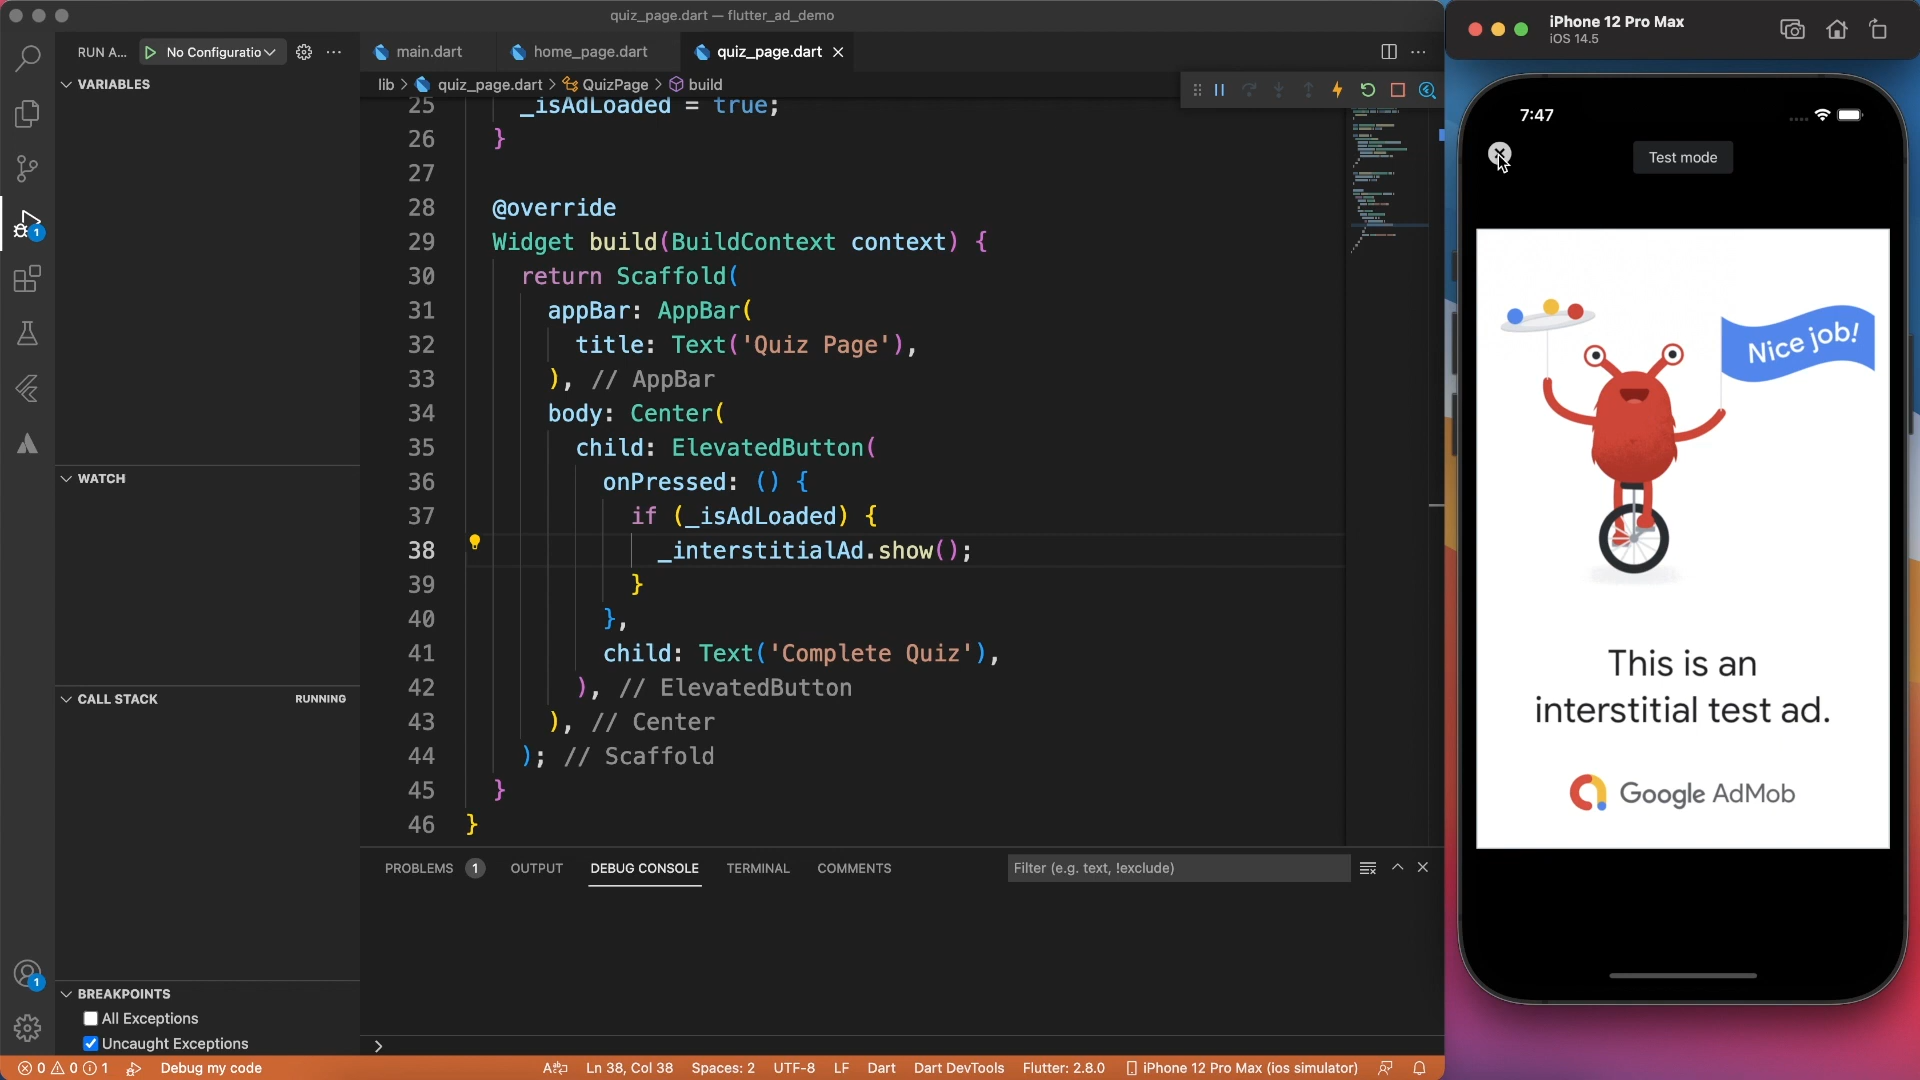 quiz_page.dart — flutter_ad_demo
RUN A... No Configuratio
main.dart
home_page.dart
quiz_page.dart
lib > quiz_page.dart > QuizPage > build
VARIABLES
WATCH
CALL STACK RUNNING
BREAKPOINTS
All Exceptions
Uncaught Exceptions
25 _isAdLoaded = true;
26 }
27
28 @override
29 Widget build(BuildContext context) {
30 return Scaffold(
31 appBar: AppBar(
32 title: Text('Quiz Page'),
33 ), // AppBar
34 body: Center(
35 child: ElevatedButton(
36 onPressed: () {
37 if (_isAdLoaded) {
38 _interstitialAd.show();
39 }
40 },
41 child: Text('Complete Quiz'),
42 ), // ElevatedButton
43 ), // Center
44 ); // Scaffold
45 }
46 }
PROBLEMS 1 OUTPUT DEBUG CONSOLE TERMINAL COMMENTS
Filter (e.g. text, !exclude)
1
1
0 0 1 Debug my code
Ln 38, Col 38 Spaces: 2 UTF-8 LF Dart Dart DevTools Flutter: 2.8.0 iPhone 12 Pro Max (ios simulator)
iPhone 12 Pro Max
iOS 14.5
7:47
Test mode
Nice job!
This is an
interstitial test ad.
Google AdMob